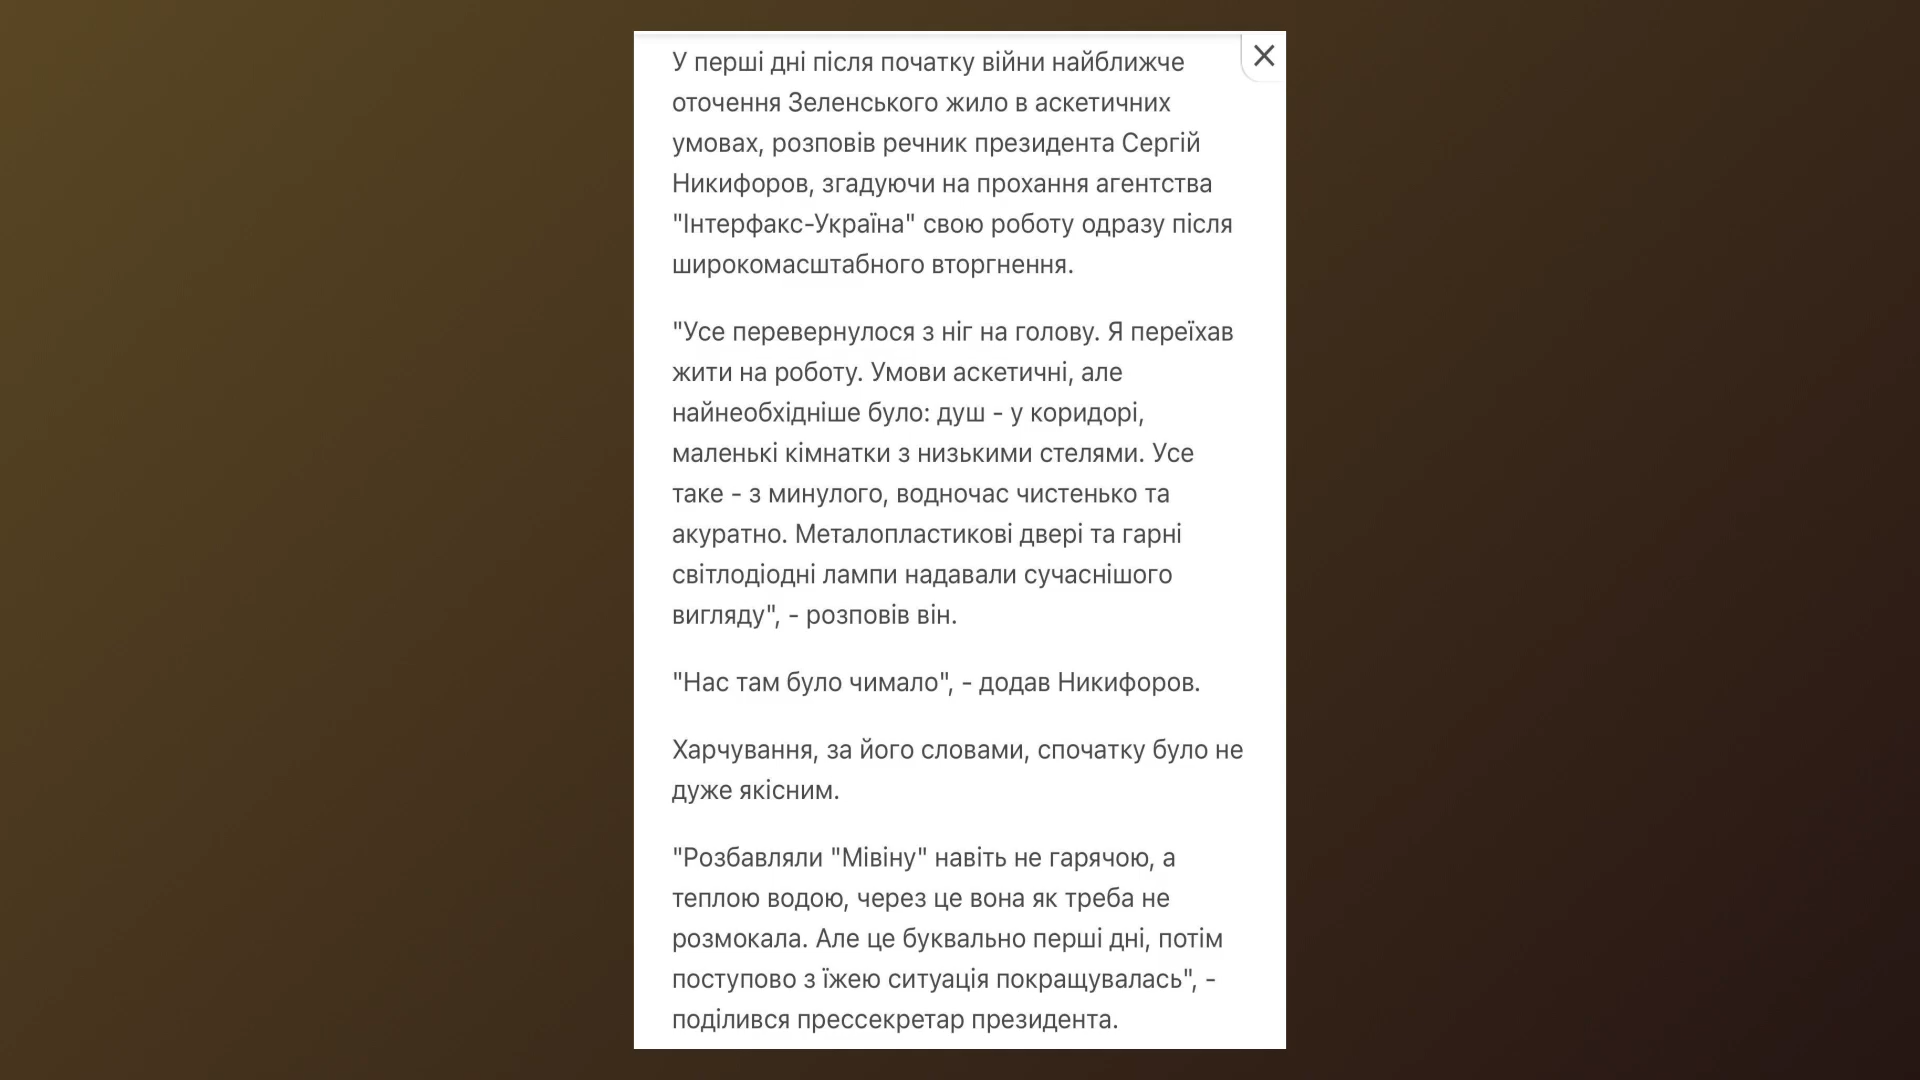 У перші дні після початку війни найближче
оточення Зеленського жило в аскетичних
умовах, розповів речник президента Сергій
Никифоров, згадуючи на прохання агентства
"Інтерфакс-Україна" свою роботу одразу після
широкомасштабного вторгнення.
"Усе перевернулося з ніг на голову. Я переїхав
жити на роботу. Умови аскетичні, але
найнеобхідніше було: душ - у коридорі,
маленькі кімнатки з низькими стелями. Усе
таке - з минулого, водночас чистенько та
акуратно. Металопластикові двері та гарні
світлодіодні лампи надавали сучаснішого
вигляду", - розповів він.
"Нас там було чимало", - додав Никифоров.
Харчування, за його словами, спочатку було не
дуже якісним.
"Розбавляли "Мівіну" навіть не гарячою, а
теплою водою, через це вона як треба не
розмокала. Але це буквально перші дні, потім
поступово з їжею ситуація покращувалась", -
поділився прессекретар президента.